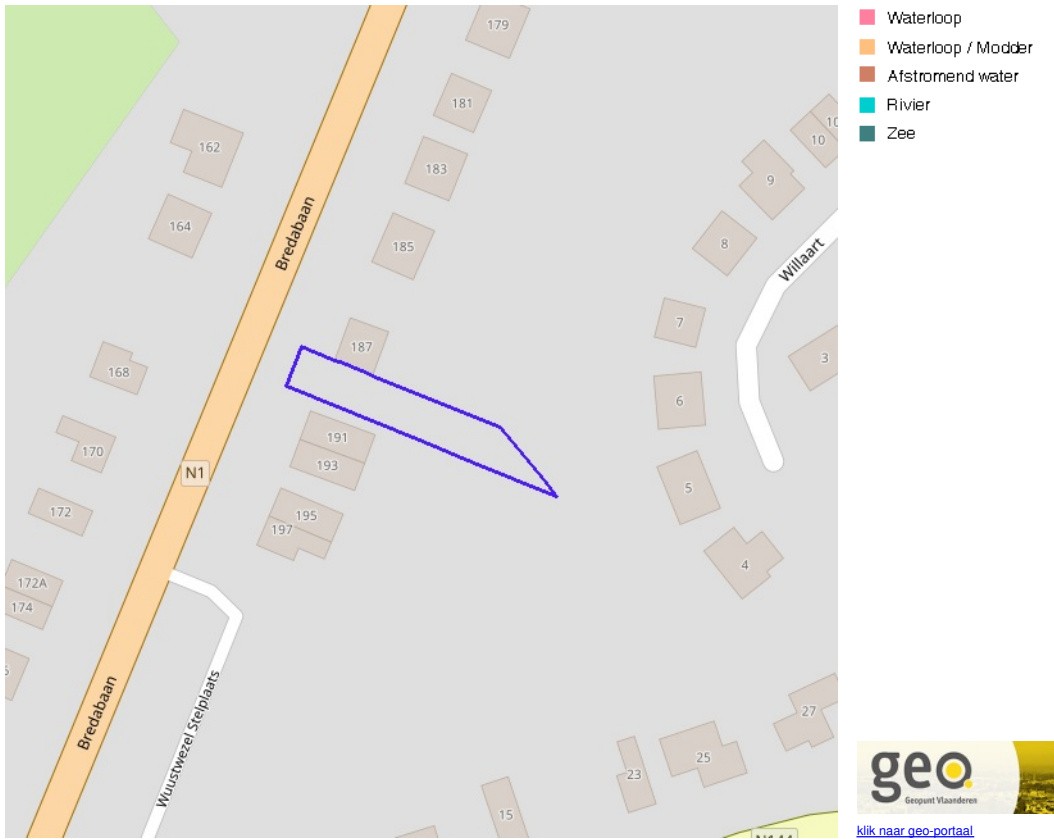 179
181
183
185
187
162
164
168
170
172
172A
174
191
193
195
197
Bredabaan
Bredabaan
N1
Wuustwezel Stelplaats
Willaart
10
10
9
8
7
6
5
4
3
27
25
23
15
N144
Waterloop
Waterloop / Modder
Afstromend water
Rivier
Zee
geo
Geopunt Vlaanderen
klik naar geo-portaal